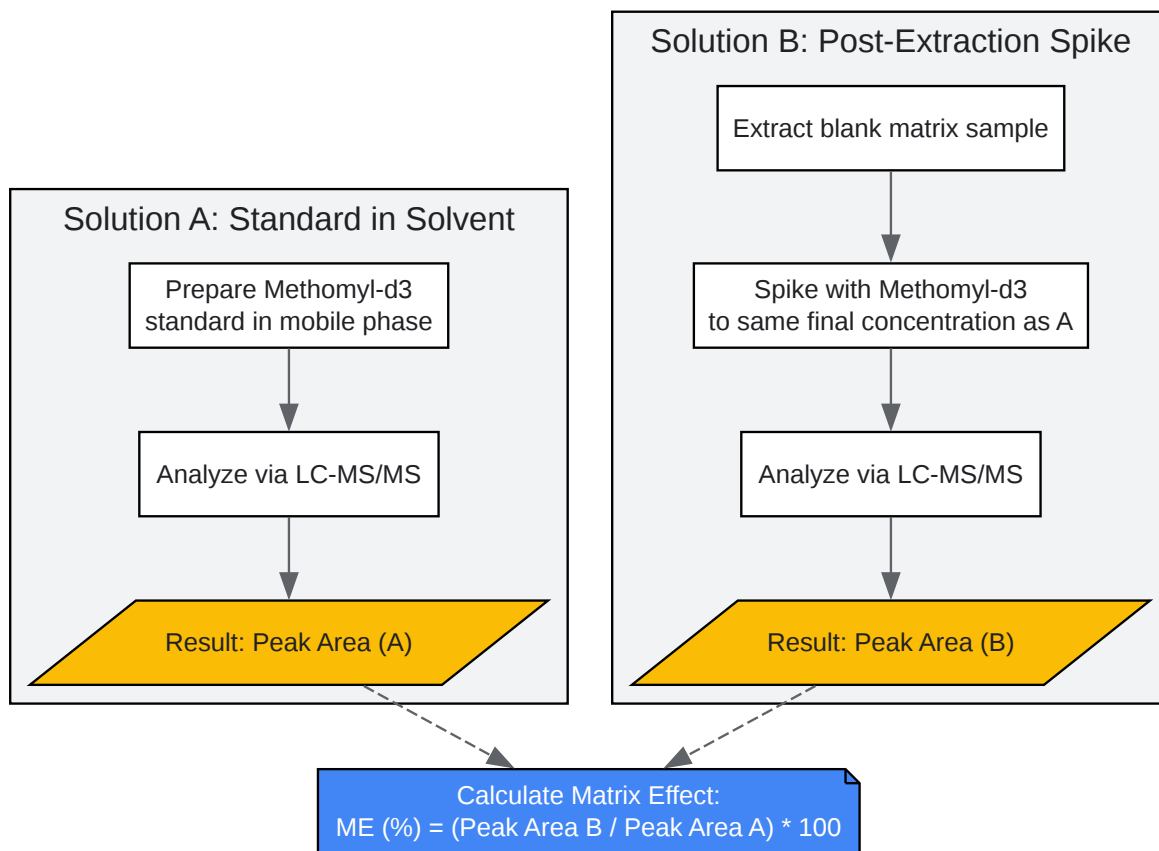 Solution A: Standard in Solvent
Prepare Methomyl-d3
standard in mobile phase
Analyze via LC-MS/MS
Result: Peak Area (A)
Solution B: Post-Extraction Spike
Extract blank matrix sample
Spike with Methomyl-d3
to same final concentration as A
Analyze via LC-MS/MS
Result: Peak Area (B)
Calculate Matrix Effect:
ME (%) = (Peak Area B / Peak Area A) * 100